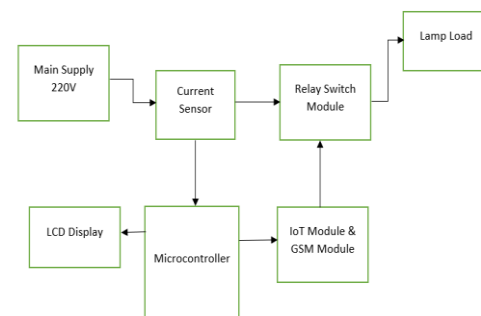 Lamp Load
Main Supply
220V
Current
Sensor
Relay Switch
Module
LCD Display
Microcontroller
IoT Module &
GSM Module